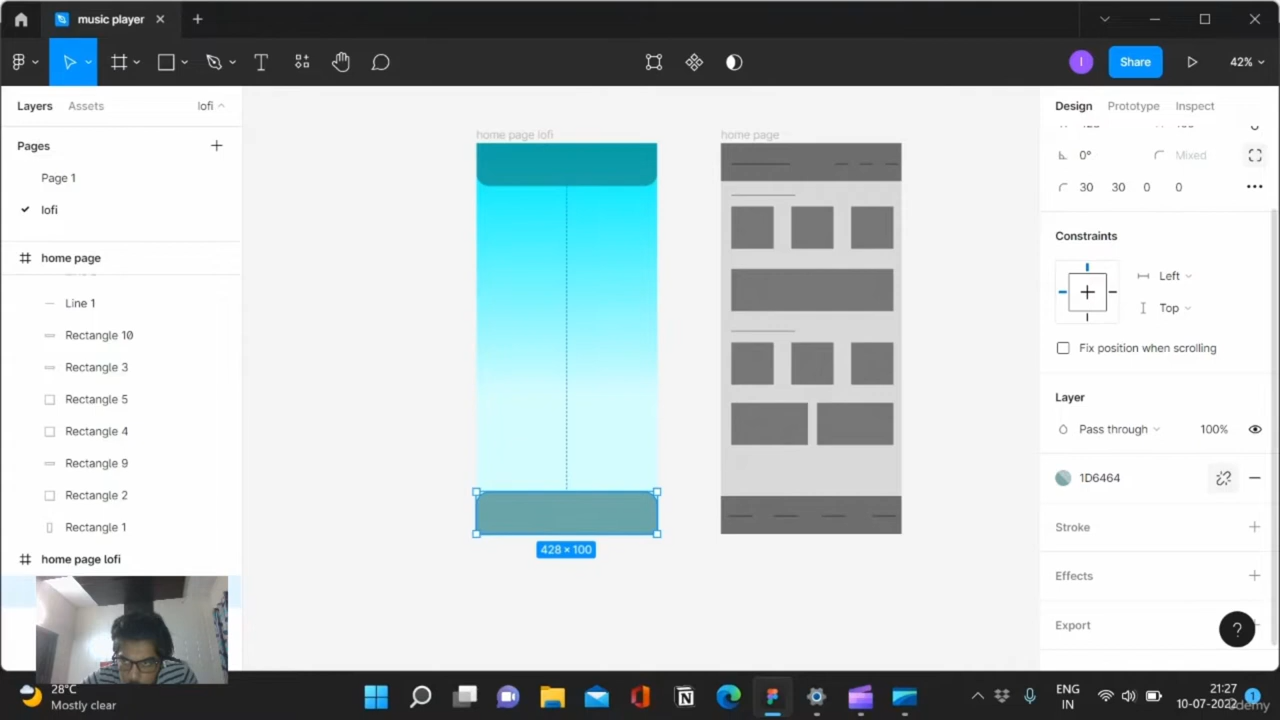 music player
Share
42%
Layers
Assets
lofi
Pages
Page 1
lofi
home page
Line 1
Rectangle 10
Rectangle 3
Rectangle 5
Rectangle 4
Rectangle 9
Rectangle 2
Rectangle 1
home page lofi
home page lofi
home page
428 × 100
Design
Prototype
Inspect
0°
Mixed
30
30
0
0
Constraints
Left
Top
Fix position when scrolling
Layer
Pass through
100%
1D6464
Stroke
Effects
Export
?
28°C
Mostly clear
ENG
IN
21:27
10-07-2022
1
Udemy